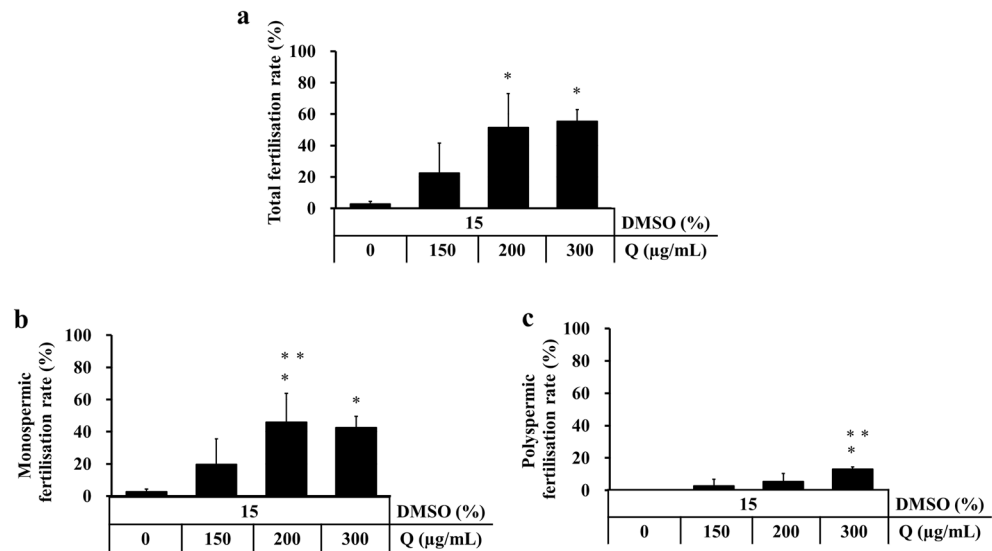 a
Total fertilisation rate (%)
100
80
60
40
20
0
*
*
15 DMSO (%)
0 150 200 300 Q (µg/mL)
b
Monospermic
fertilisation rate (%)
100
80
60
40
20
0
* *
*
*
15 DMSO (%)
0 150 200 300 Q (µg/mL)
c
Polyspermic
fertilisation rate (%)
100
80
60
40
20
0
* *
*
15 DMSO (%)
0 150 200 300 Q (µg/mL)